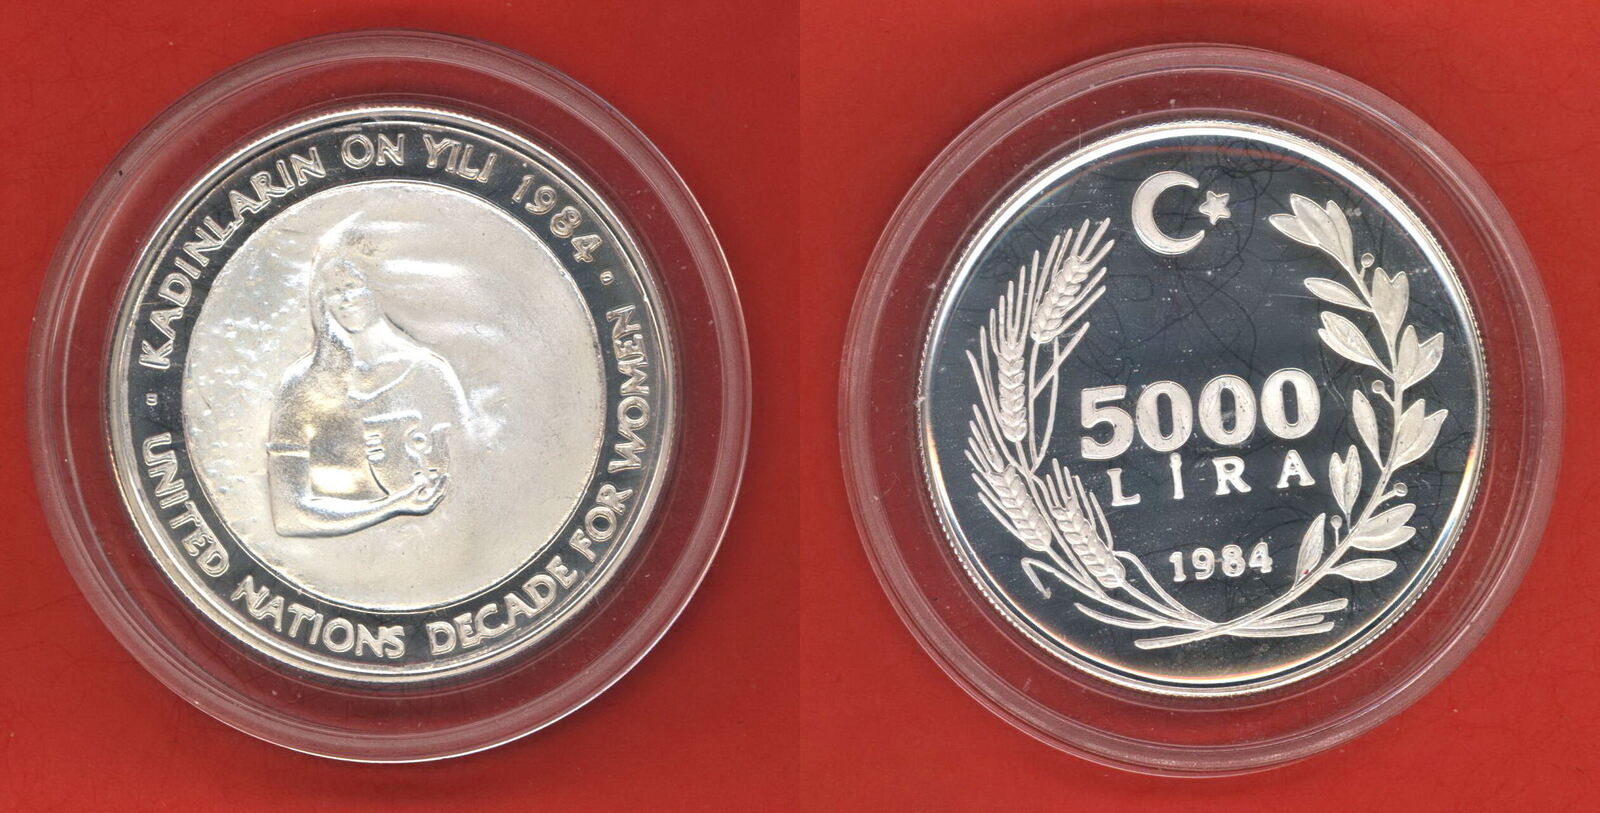 KADINLARIN ON YILI 1984
UNITED NATIONS DECADE FOR WOMEN
5000
LİRA
1984